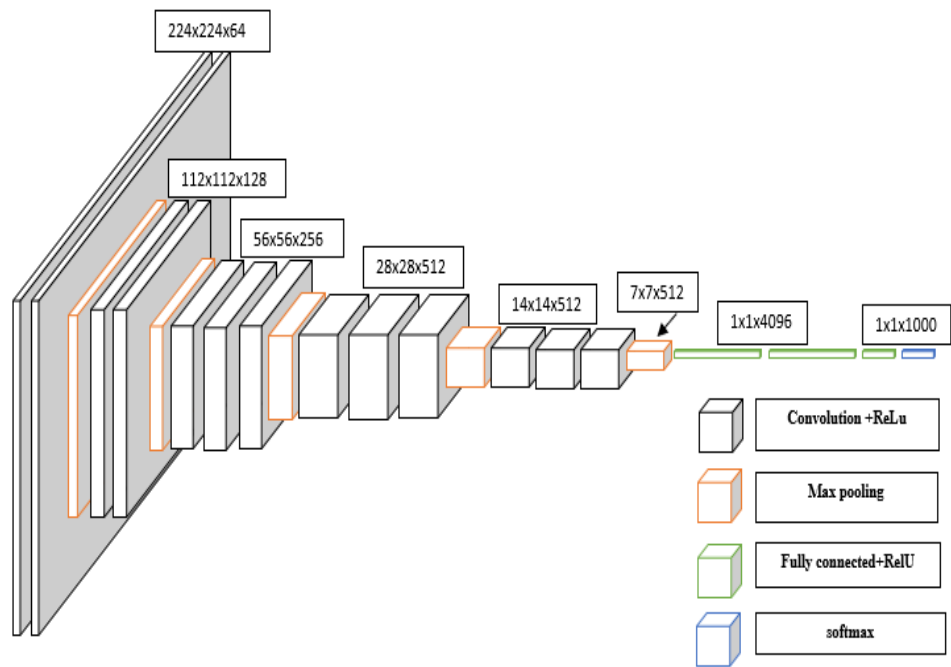 224x224x64
112x112x128
56x56x256
28x28x512
14x14x512
7x7x512
1x1x4096
1x1x1000
Convolution +ReLu
Max pooling
Fully connected+RelU
softmax